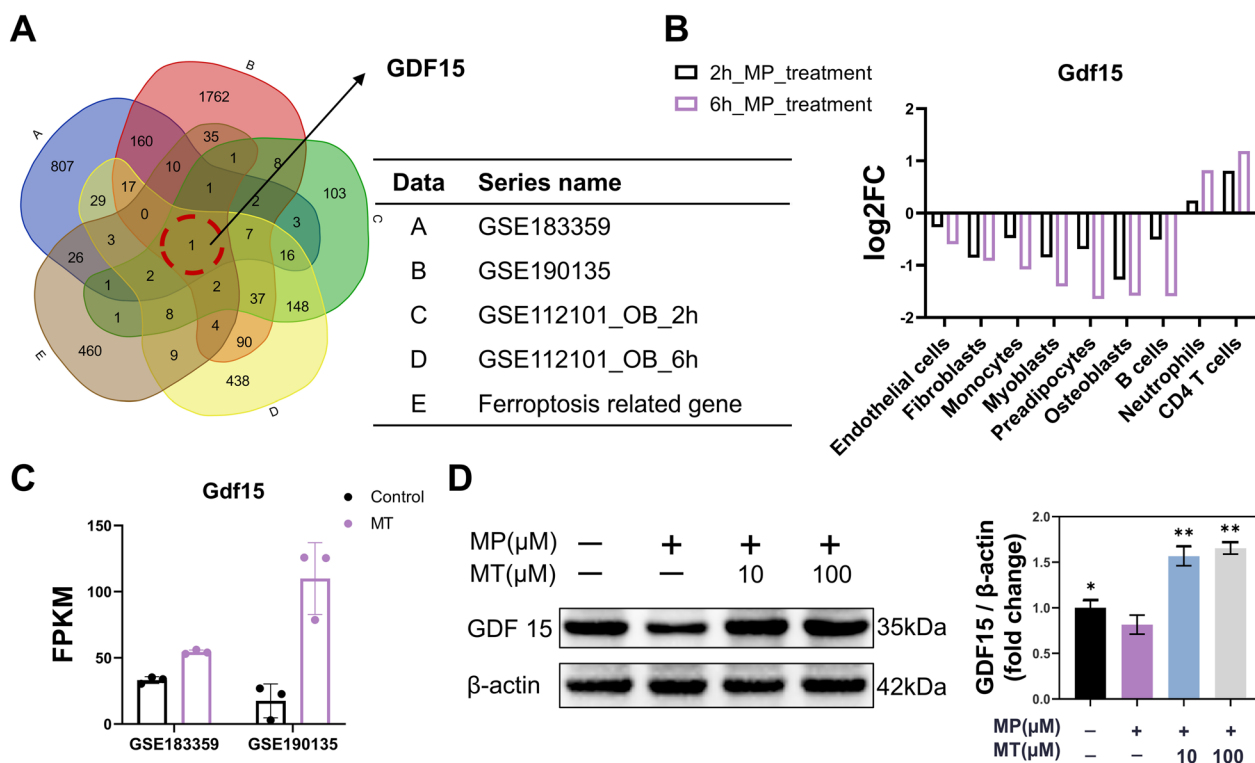 A
GDF15
B
1762
A
160
35
807
10
1
8
103
29
17
1
2
C
0
3
3
1
7
26
16
1
2
2
37
148
1
8
4
460
9
90
E
438
D
Data Series name
A GSE183359
B GSE190135
C GSE112101_OB_2h
D GSE112101_OB_6h
E Ferroptosis related gene
B
2h_MP_treatment
6h_MP_treatment
Gdf15
log2FC
2
1
0
-1
-2
Endothelial cells
Fibroblasts
Monocytes
Myoblasts
Preadipocytes
Osteoblasts
B cells
Neutrophils
CD4 T cells
C
Gdf15
Control
MT
FPKM
150
100
50
0
GSE183359 GSE190135
D
MP(μM) — + + +
MT(μM) — — 10 100
GDF 15 35kDa
β-actin 42kDa
GDF15 / β-actin
(fold change)
2.0
1.5
1.0
0.5
0.0
* ** **
MP(μM) – + + +
MT(μM) – – 10 100